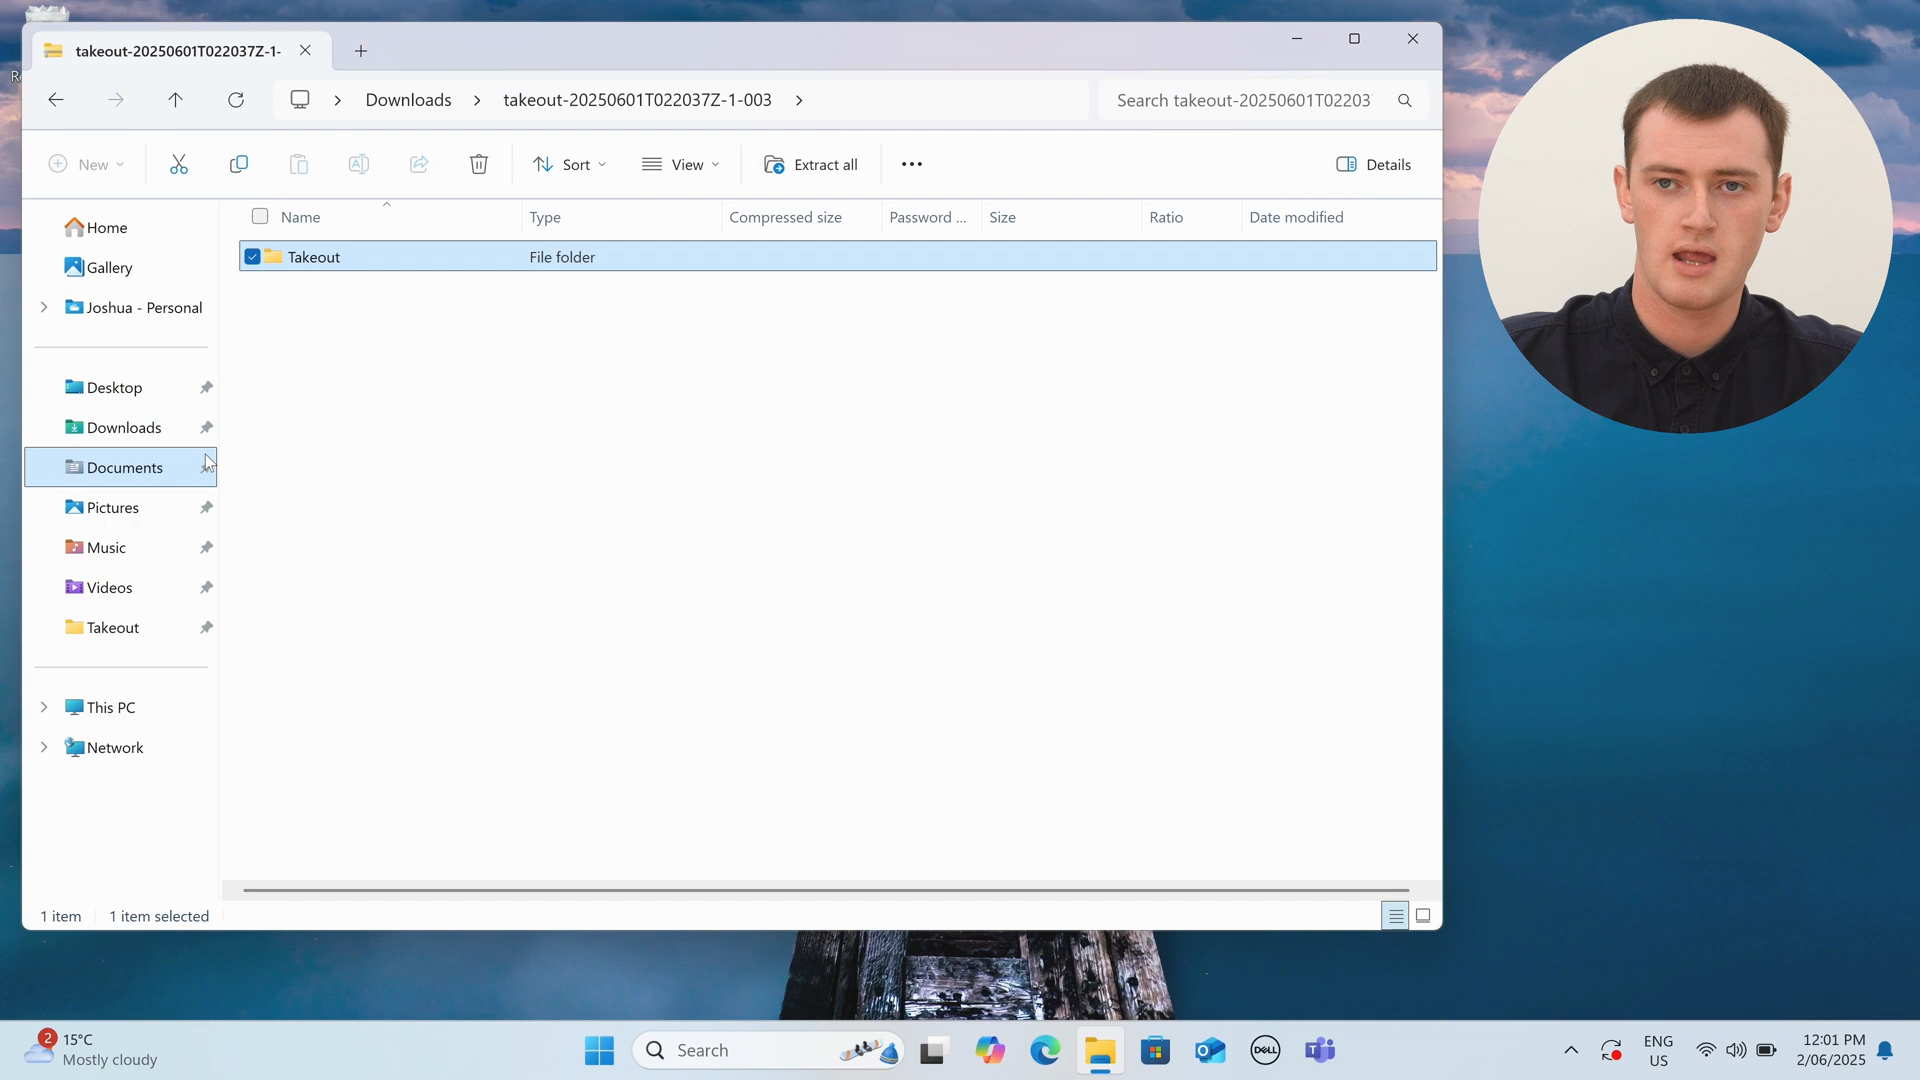 takeout-20250601T022037Z-1-
Downloads
takeout-20250601T022037Z-1-003
Search takeout-20250601T02203
New
Sort
View
Extract all
Details
Name
Type
Compressed size
Password ...
Size
Ratio
Date modified
Takeout
File folder
Home
Gallery
Joshua - Personal
Desktop
Downloads
Documents
Pictures
Music
Videos
Takeout
This PC
Network
1 item
1 item selected
2
15°C
Mostly cloudy
Search
DELL
T
ENG
US
12:01 PM
2/06/2025